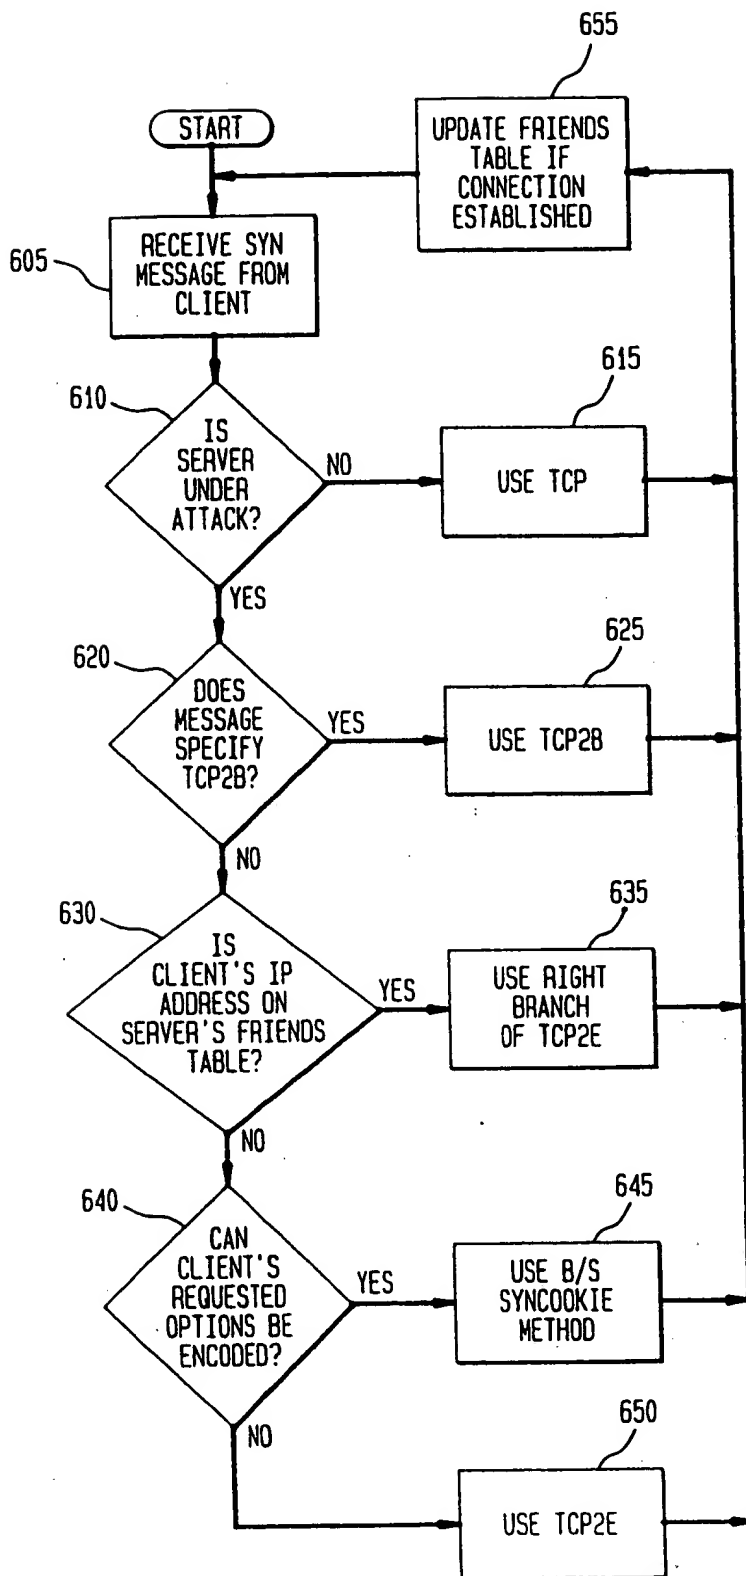 655
START
UPDATE FRIENDS
TABLE IF
CONNECTION
ESTABLISHED
605
RECEIVE SYN
MESSAGE FROM
CLIENT
610
IS
SERVER
UNDER
ATTACK?
NO
615
USE TCP
YES
620
DOES
MESSAGE
SPECIFY
TCP2B?
YES
625
USE TCP2B
NO
630
IS
CLIENT'S IP
ADDRESS ON
SERVER'S FRIENDS
TABLE?
YES
635
USE RIGHT
BRANCH
OF TCP2E
NO
640
CAN
CLIENT'S
REQUESTED
OPTIONS BE
ENCODED?
YES
645
USE B/S
SYNCOOKIE
METHOD
NO
650
USE TCP2E